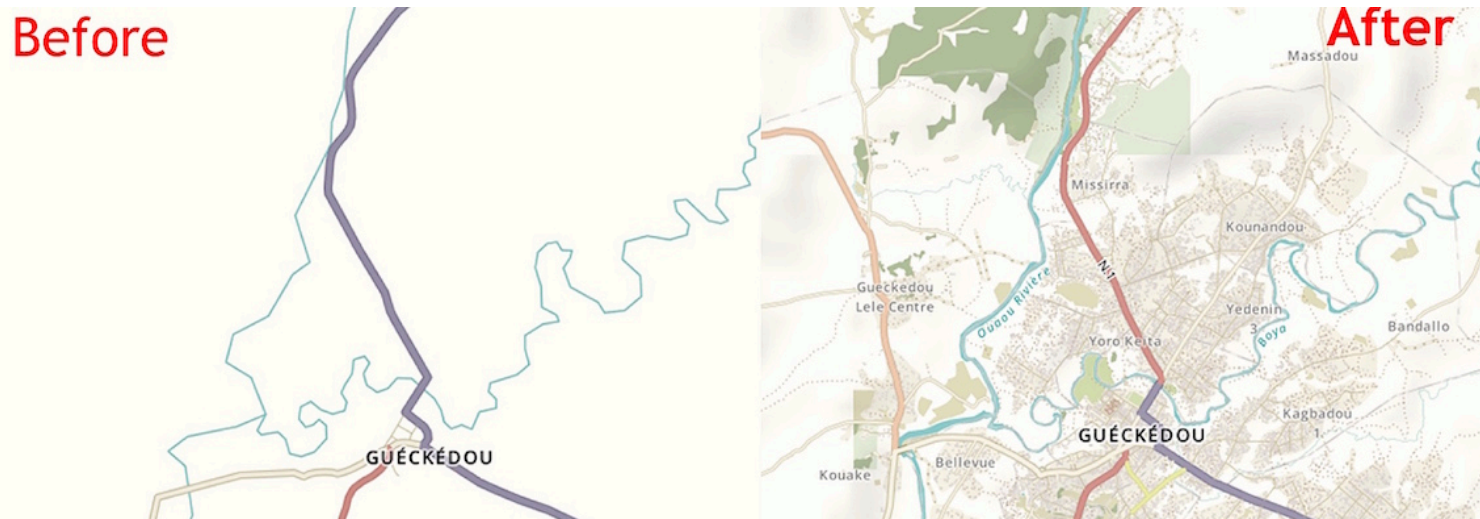 Before
GUÉCKÉDOU
After
Massadou
Missirra
Kounandou
N 1
Gueckedou
Lele Centre
Ouaou Rivière
Yedenin
3
Boya
Bandallo
Yoro Keita
Kagbadou
1
GUÉCKÉDOU
Bellevue
Kouake